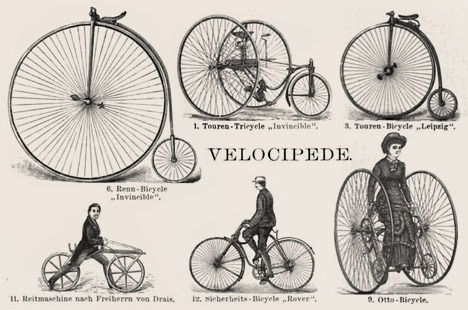 1. Touren-Tricycle „Invincible".
3. Touren-Bicycle „Leipzig".
VELOCIPEDE.
6. Renn-Bicycle
„Invincible".
11. Reitmaschine nach Freiherrn von Drais.
12. Sicherheits-Bicycle „Rover".
9. Otto-Bicycle.